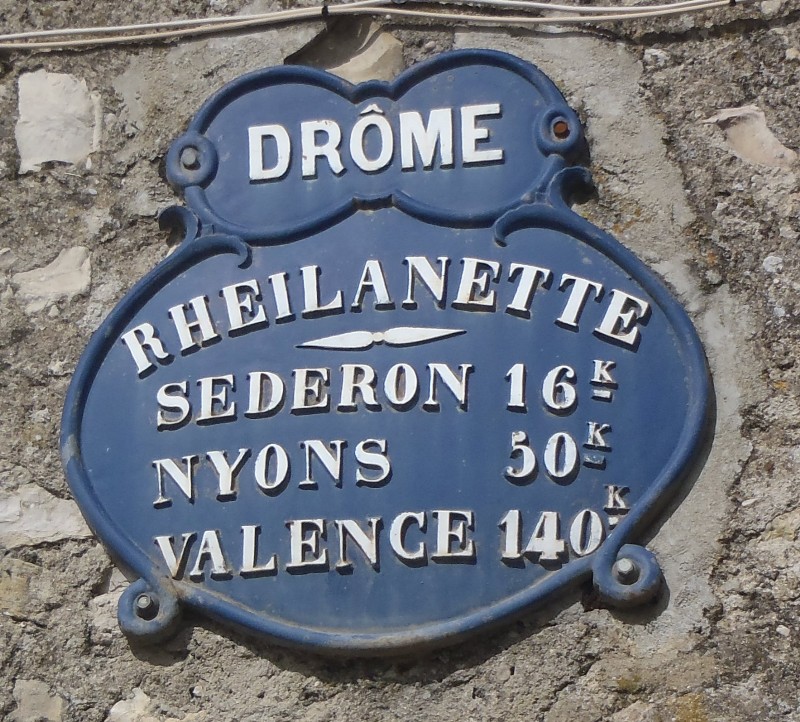 DRÔME
RHEILANETTE
SEDERON 16K
NYONS 50K
VALENCE 140K